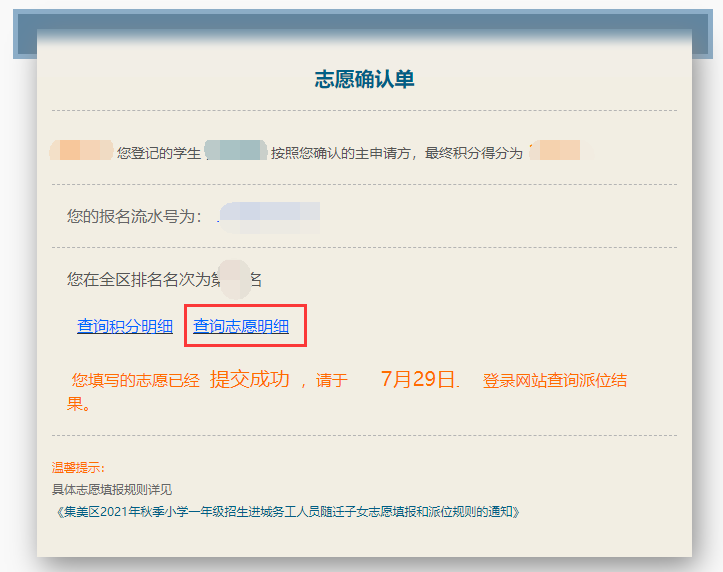 志愿确认单
您登记的学生 按照您确认的主申请方，最终积分得分为
您的报名流水号为：
您在全区排名名次为第 名
查询积分明细 查询志愿明细
您填写的志愿已经 提交成功 ，请于 7月29日. 登录网站查询派位结
果。
温馨提示：
具体志愿填报规则详见
《集美区2021年秋季小学一年级招生进城务工人员随迁子女志愿填报和派位规则的通知》